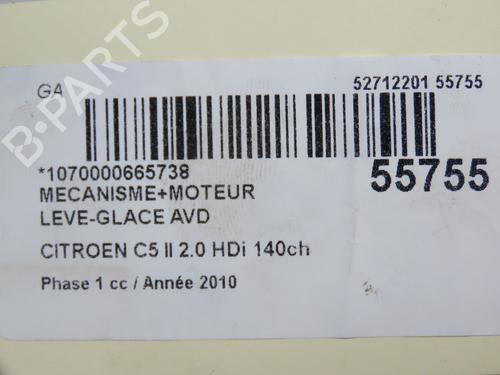 GA
52712201 55755
*1070000665738
55755
MECANISME+MOTEUR
LEVE-GLACE AVD
CITROEN C5 II 2.0 HDi 140ch
Phase 1 cc / Année 2010
B-PARTS